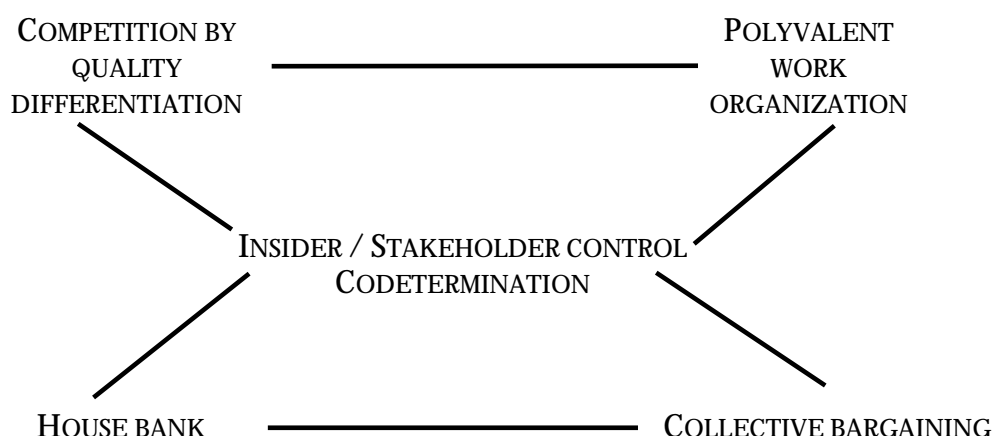 COMPETITION BY
QUALITY
DIFFERENTIATION
POLYVALENT
WORK
ORGANIZATION
INSIDER / STAKEHOLDER CONTROL
CODETERMINATION
HOUSE BANK
COLLECTIVE BARGAINING